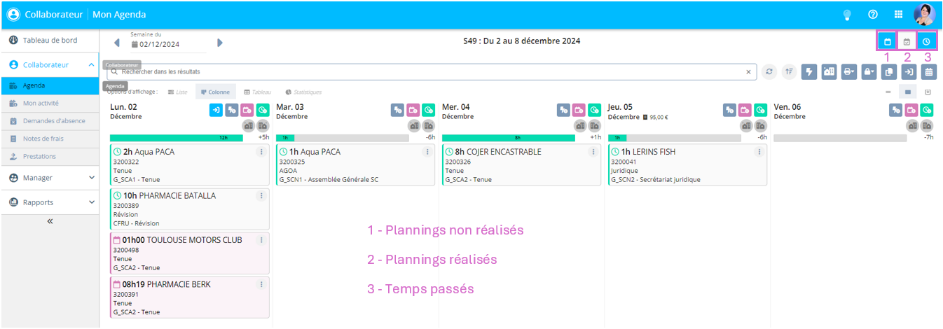 Collaborateur | Mon Agenda
Tableau de bord
Collaborateur
Agenda
Mon activité
Demandes d'absence
Notes de frais
Prestations
Manager
Rapports
«
Semaine du
02/12/2024
S49 : Du 2 au 8 décembre 2024
1 2 3
Collaborateur
Rechercher dans les résultats
Agenda
Options d'affichage : Liste Colonne Tableau Statistiques
Lun. 02
Décembre
12h +5h
2h Aqua PACA
3200322
Tenue
G_SCA1 - Tenue
10h PHARMACIE BATALLA
3200389
Révision
CFRU - Révision
01h00 TOULOUSE MOTORS CLUB
3200498
Tenue
G_SCA2 - Tenue
08h19 PHARMACIE BERK
3200391
Tenue
G_SCA2 - Tenue
Mar. 03
Décembre
1h -6h
1h Aqua PACA
3200325
AGOA
G_SCN1 - Assemblée Générale SC
Mer. 04
Décembre
8h +1h
8h COJER ENCASTRABLE
3200326
Tenue
G_SCA2 - Tenue
Jeu. 05
Décembre 95,00 €
1h -6h
1h LERINS FISH
3200041
Juridique
G_SCN2 - Secrétariat juridique
Ven. 06
Décembre
-7h
1 - Plannings non réalisés
2 - Plannings réalisés
3 - Temps passés